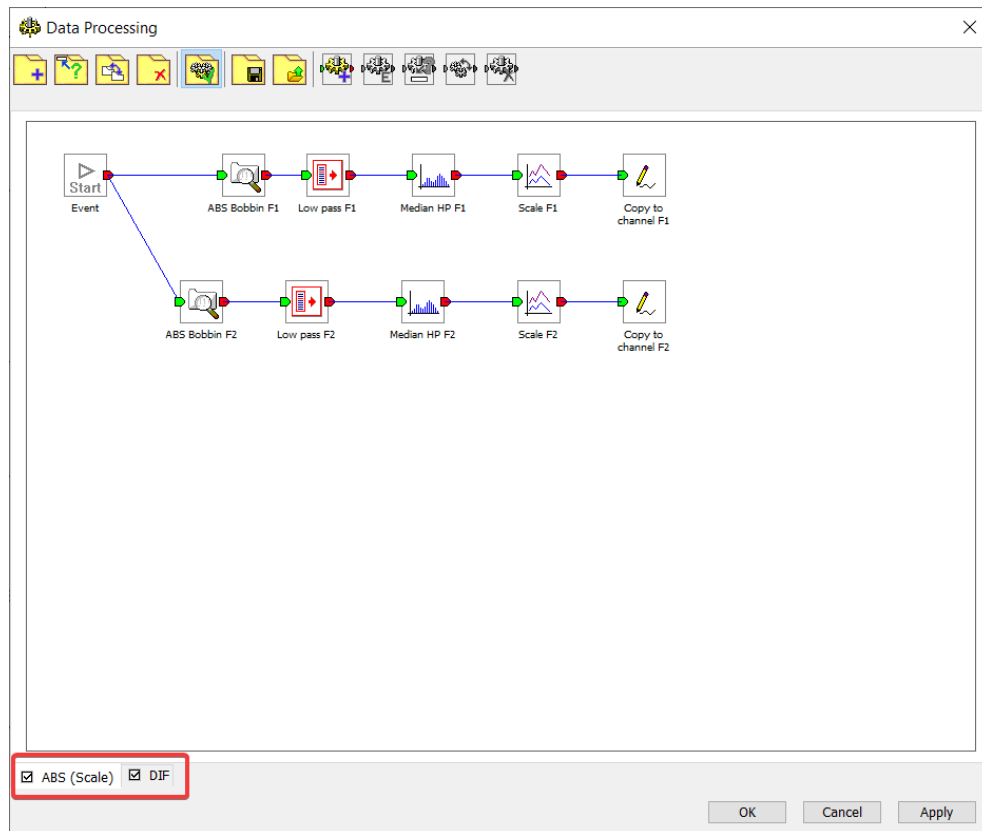 Data Processing
E
Start
Event
ABS Bobbin F1
Low pass F1
Median HP F1
Scale F1
Copy to
channel F1
ABS Bobbin F2
Low pass F2
Median HP F2
Scale F2
Copy to
channel F2
ABS (Scale)
DIF
OK
Cancel
Apply